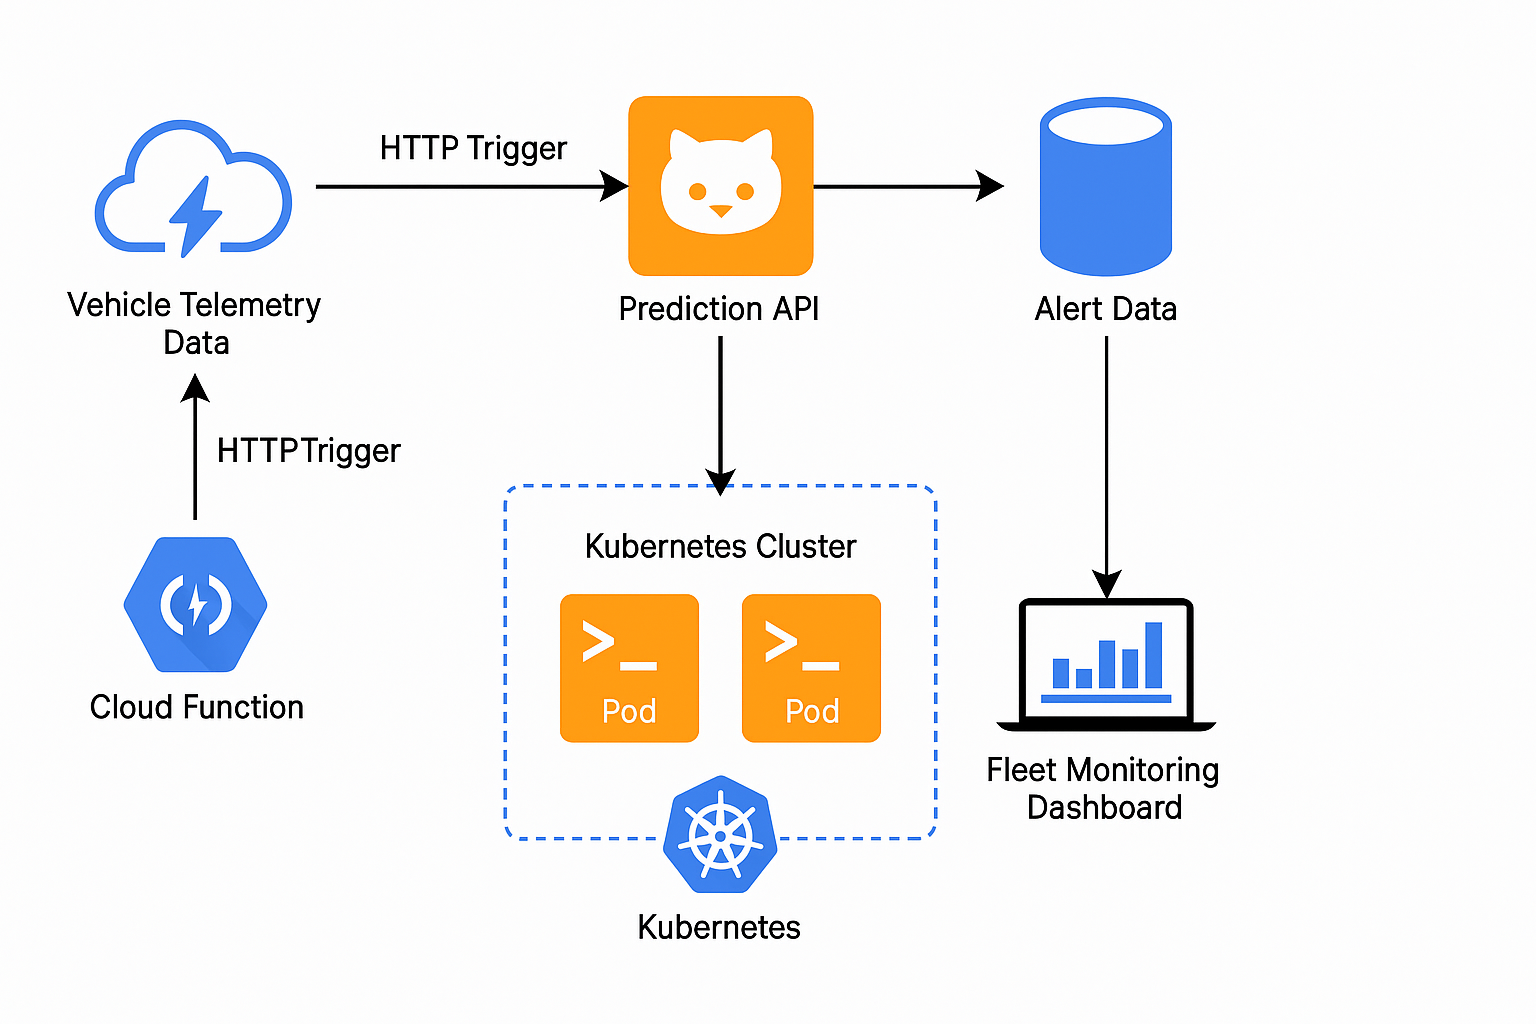 HTTP Trigger
Vehicle Telemetry
Data
Prediction API
Alert Data
HTTPTrigger
Kubernetes Cluster
>_
Pod
>_
Pod
Cloud Function
Fleet Monitoring
Dashboard
Kubernetes